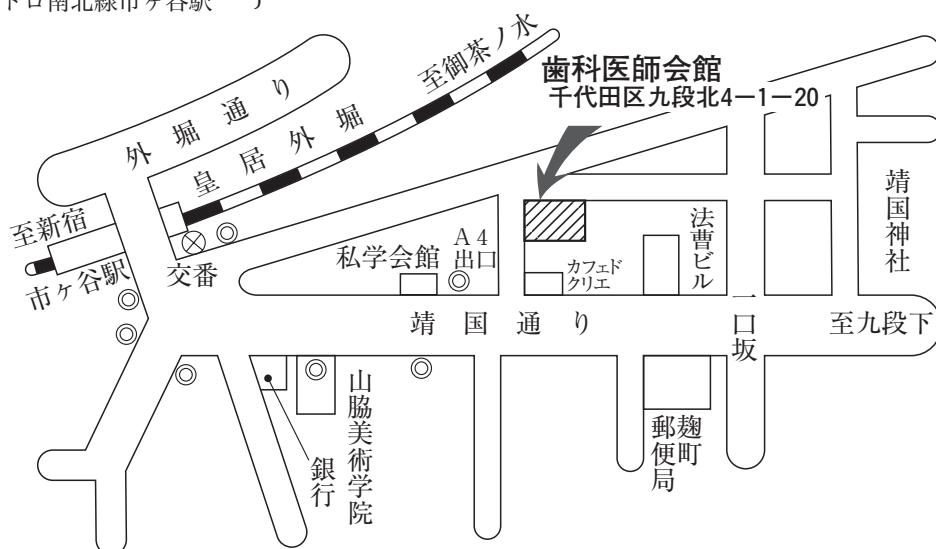 トロ南北線市ヶ谷駅
外堀通り
皇居外堀
至御茶ノ水
歯科医師会館
千代田区九段北4−1−20
至新宿
市ヶ谷駅
交番
私学会館
A4
出口
カフェド
クリエ
法曹ビル
靖国神社
靖国通り
一口坂
至九段下
銀行
山脇美術学院
麹町
郵便局